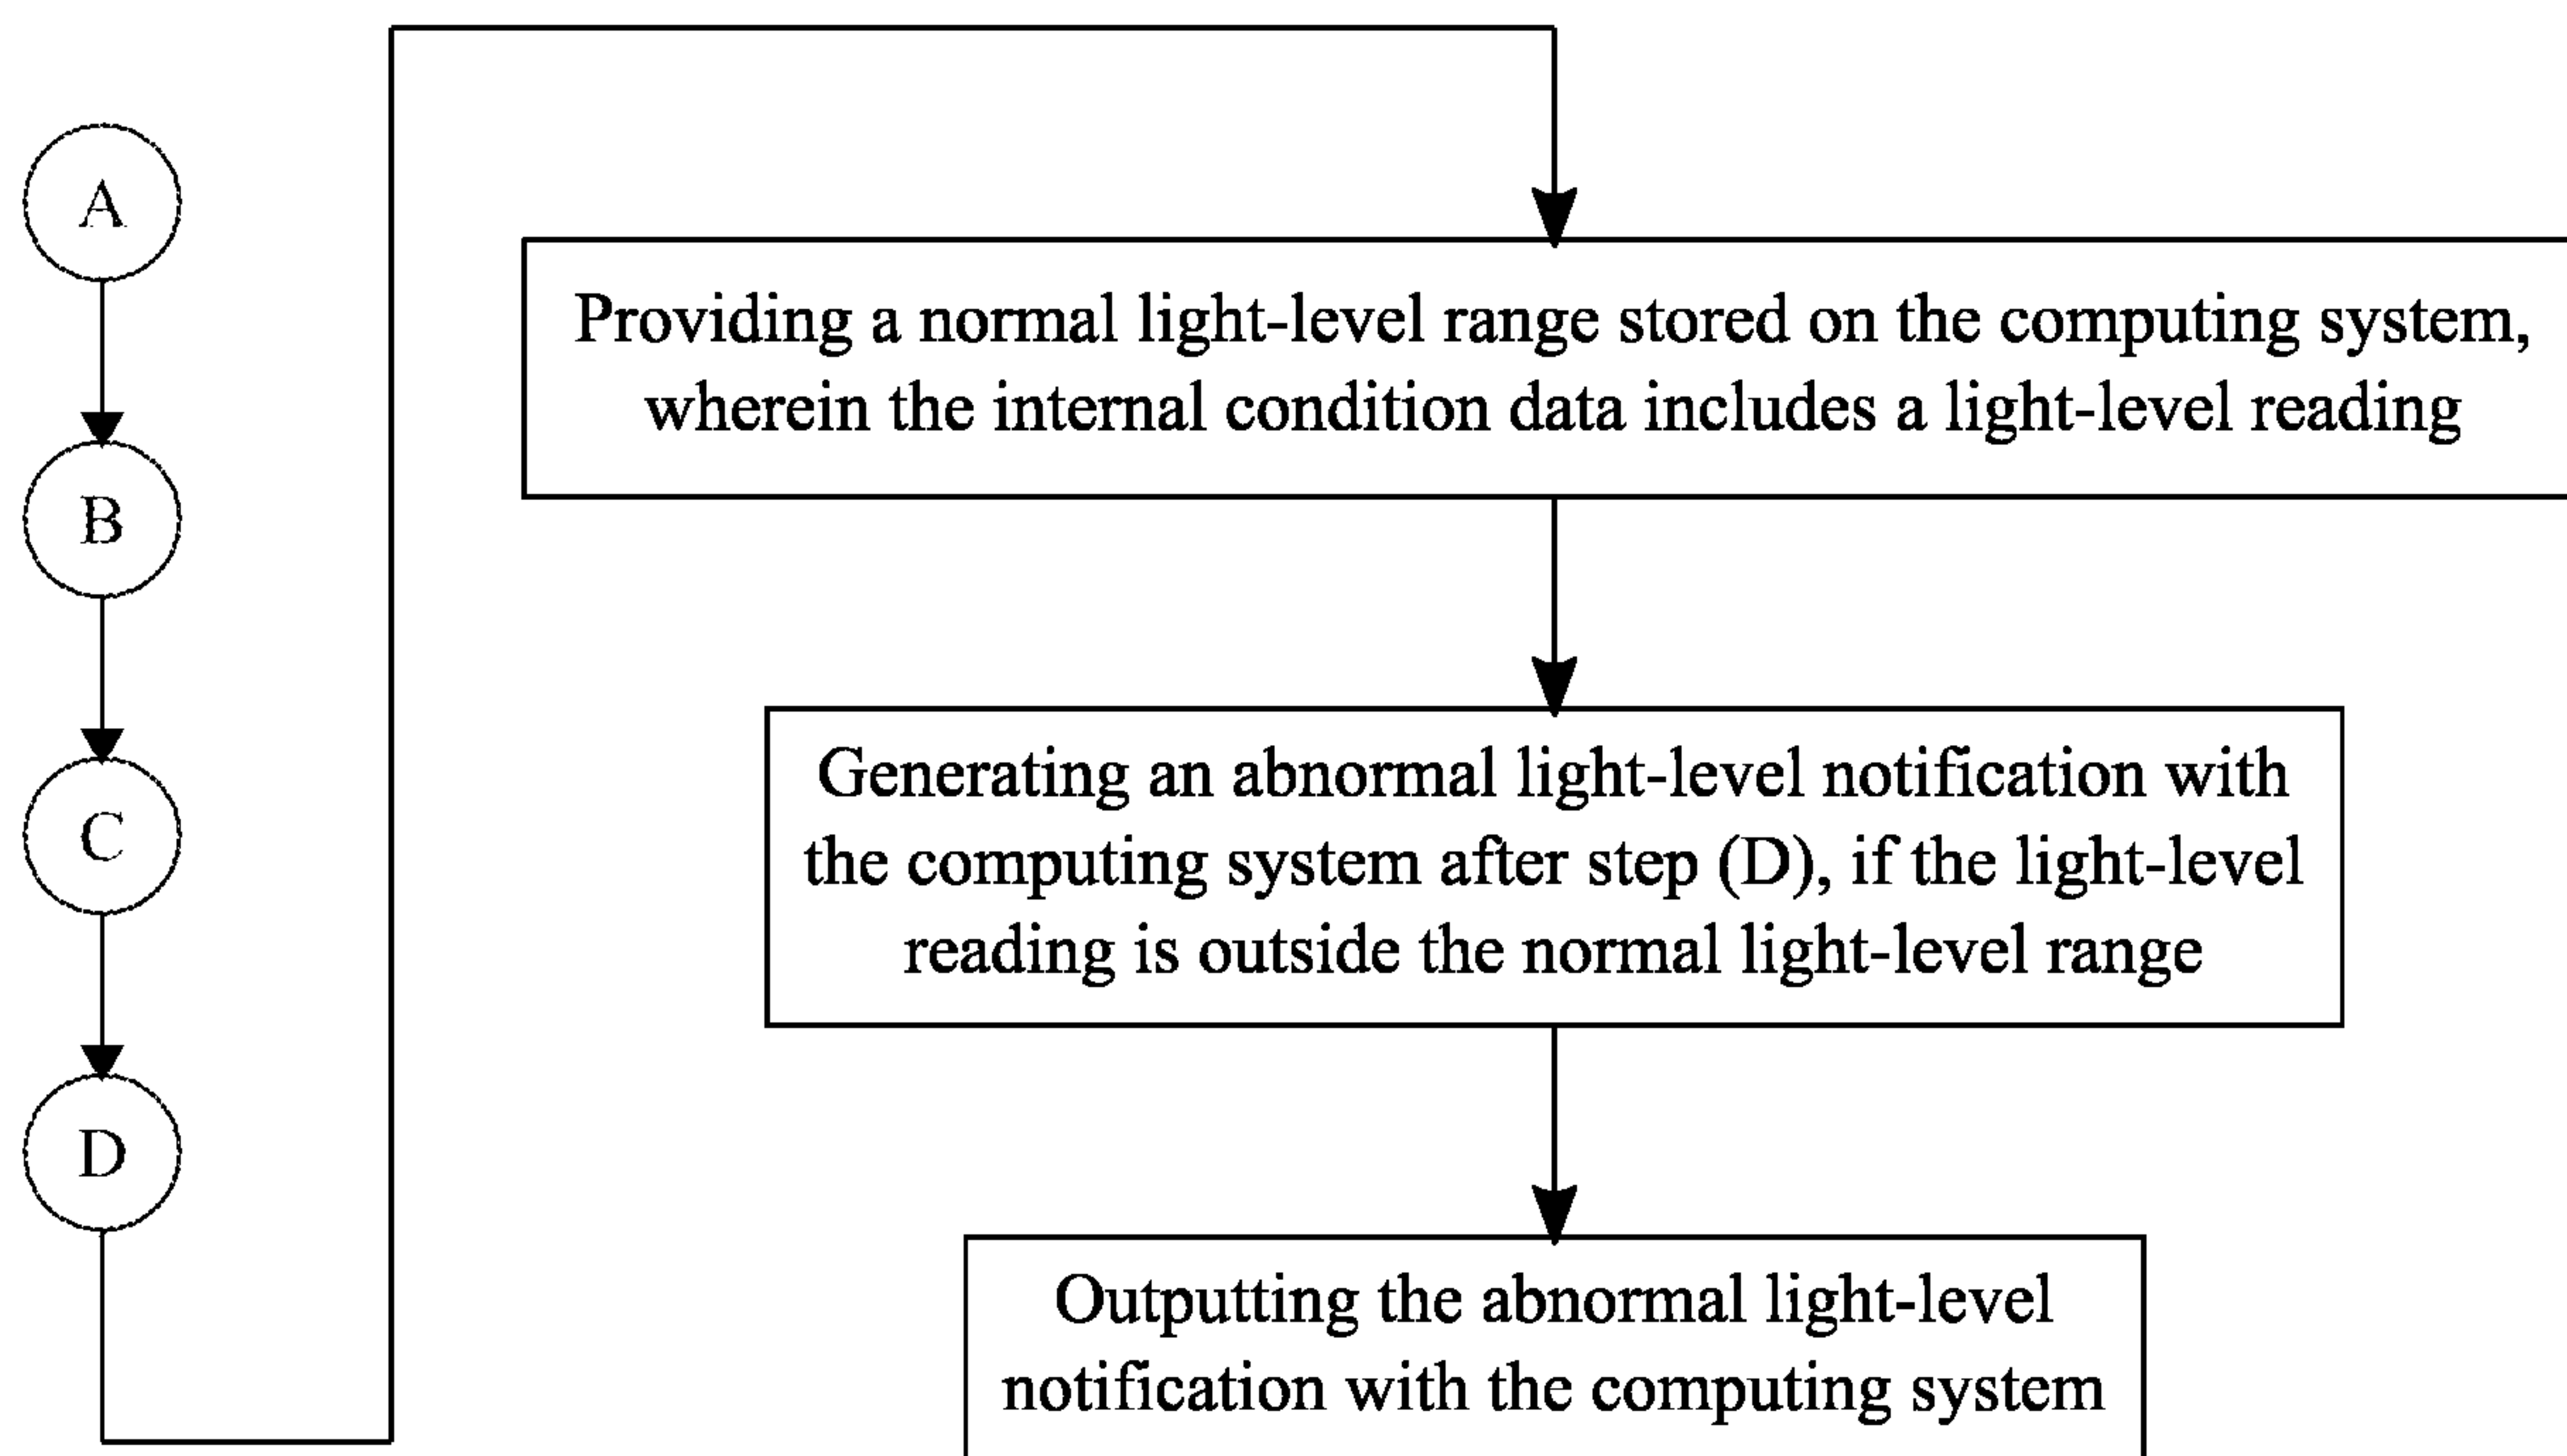 A
B
C
D
Providing a normal light-level range stored on the computing system,
wherein the internal condition data includes a light-level reading
Generating an abnormal light-level notification with
the computing system after step (D), if the light-level
reading is outside the normal light-level range
Outputting the abnormal light-level
notification with the computing system